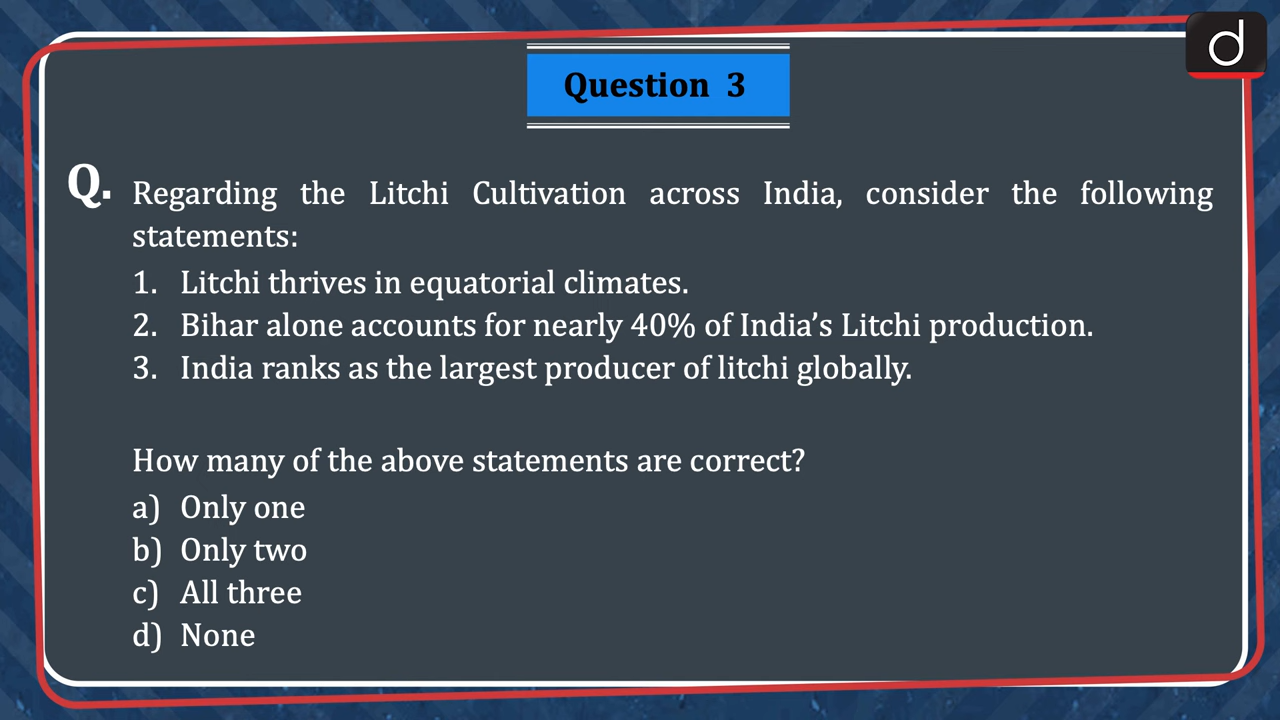 d
Question 3
Q. Regarding the Litchi Cultivation across India, consider the following
statements:
1. Litchi thrives in equatorial climates.
2. Bihar alone accounts for nearly 40% of India’s Litchi production.
3. India ranks as the largest producer of litchi globally.
How many of the above statements are correct?
a) Only one
b) Only two
c) All three
d) None